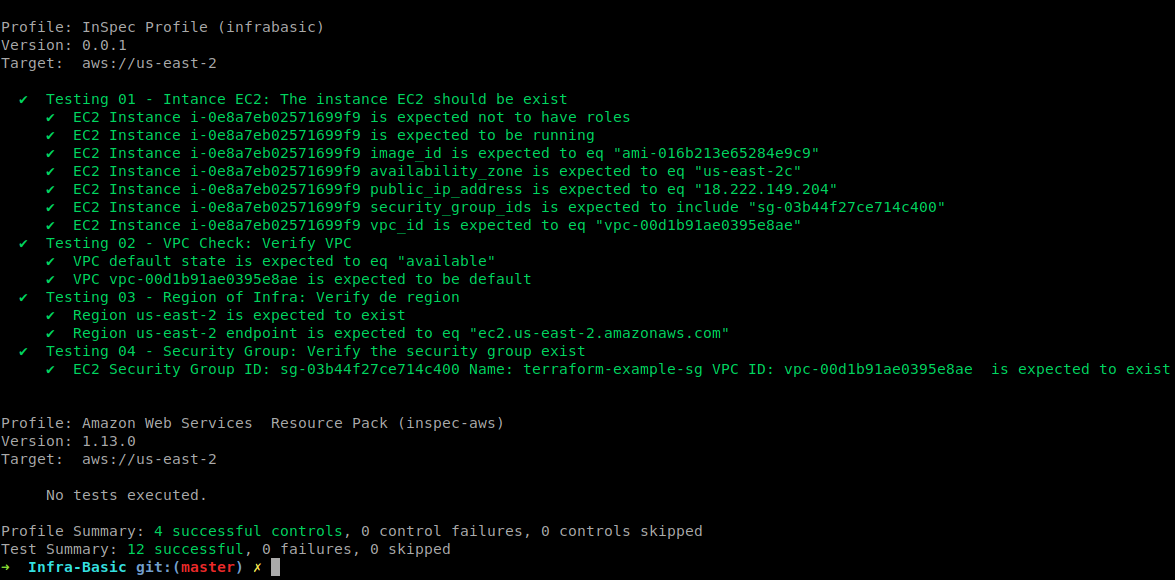 Profile: InSpec Profile (infrabasic)
Version: 0.0.1
Target:  aws://us-east-2
✔  Testing 01 - Intance EC2: The instance EC2 should be exist
✔  EC2 Instance i-0e8a7eb02571699f9 is expected not to have roles
✔  EC2 Instance i-0e8a7eb02571699f9 is expected to be running
✔  EC2 Instance i-0e8a7eb02571699f9 image_id is expected to eq "ami-016b213e65284e9c9"
✔  EC2 Instance i-0e8a7eb02571699f9 availability_zone is expected to eq "us-east-2c"
✔  EC2 Instance i-0e8a7eb02571699f9 public_ip_address is expected to eq "18.222.149.204"
✔  EC2 Instance i-0e8a7eb02571699f9 security_group_ids is expected to include "sg-03b44f27ce714c400"
✔  EC2 Instance i-0e8a7eb02571699f9 vpc_id is expected to eq "vpc-00d1b91ae0395e8ae"
✔  Testing 02 - VPC Check: Verify VPC
✔  VPC default state is expected to eq "available"
✔  VPC vpc-00d1b91ae0395e8ae is expected to be default
✔  Testing 03 - Region of Infra: Verify de region
✔  Region us-east-2 is expected to exist
✔  Region us-east-2 endpoint is expected to eq "ec2.us-east-2.amazonaws.com"
✔  Testing 04 - Security Group: Verify the security group exist
✔  EC2 Security Group ID: sg-03b44f27ce714c400 Name: terraform-example-sg VPC ID: vpc-00d1b91ae0395e8ae  is expected to exist
Profile: Amazon Web Services  Resource Pack (inspec-aws)
Version: 1.13.0
Target:  aws://us-east-2
No tests executed.
Profile Summary: 4 successful controls, 0 control failures, 0 controls skipped
Test Summary: 12 successful, 0 failures, 0 skipped
➜  Infra-Basic git:(master) ✗